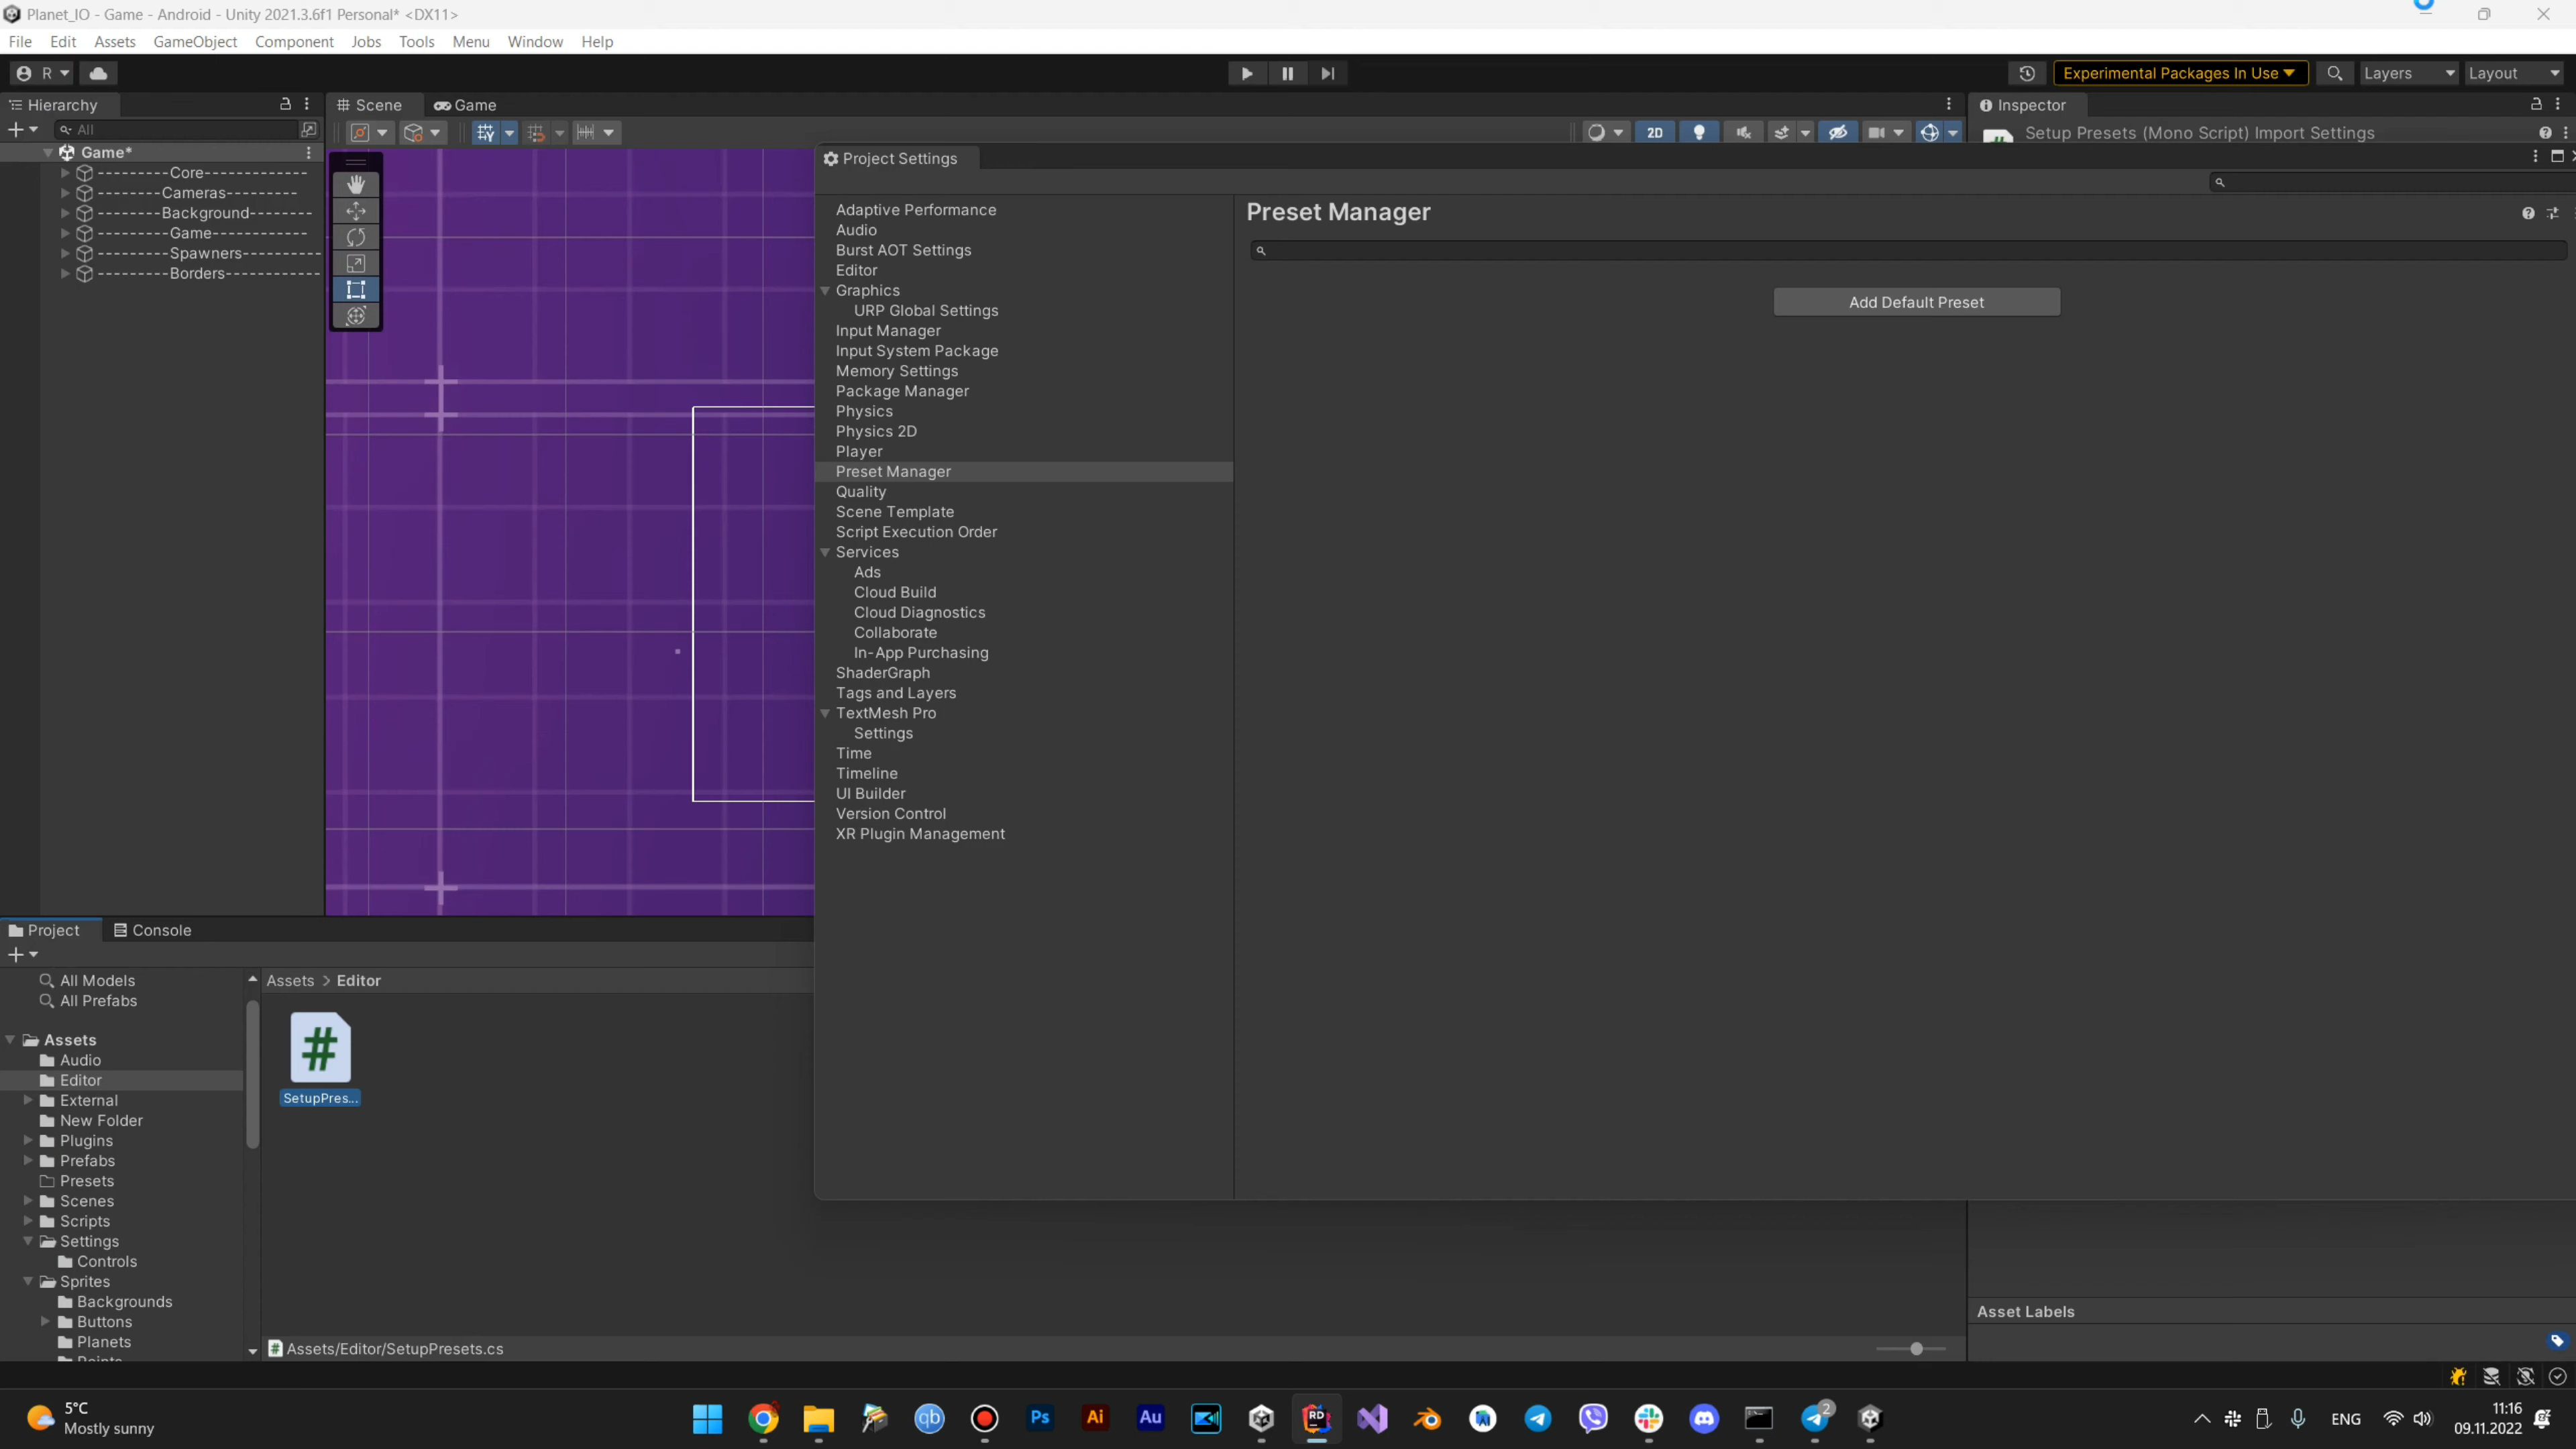 Planet_IO - Game - Android - Unity 2021.3.6f1 Personal* <DX11>
File Edit Assets GameObject Component Jobs Tools Menu Window Help
R
Experimental Packages In Use
Layers
Layout
Hierarchy
Scene
Game
Inspector
All
2D
Setup Presets (Mono Script) Import Settings
Game*
---------Core-------------
--------Cameras---------
--------Background--------
---------Game------------
---------Spawners----------
---------Borders------------
Project Settings
Adaptive Performance
Audio
Burst AOT Settings
Editor
Graphics
URP Global Settings
Input Manager
Input System Package
Memory Settings
Package Manager
Physics
Physics 2D
Player
Preset Manager
Quality
Scene Template
Script Execution Order
Services
Ads
Cloud Build
Cloud Diagnostics
Collaborate
In-App Purchasing
ShaderGraph
Tags and Layers
TextMesh Pro
Settings
Time
Timeline
UI Builder
Version Control
XR Plugin Management
Preset Manager
Add Default Preset
Project
Console
All Models
All Prefabs
Assets
Audio
Editor
External
New Folder
Plugins
Prefabs
Presets
Scenes
Scripts
Settings
Controls
Sprites
Backgrounds
Buttons
Planets
Assets > Editor
#
SetupPres...
Assets/Editor/SetupPresets.cs
Asset Labels
5°C
Mostly sunny
qb
Ps
Ai
Au
RD
2
ENG
11:16
09.11.2022